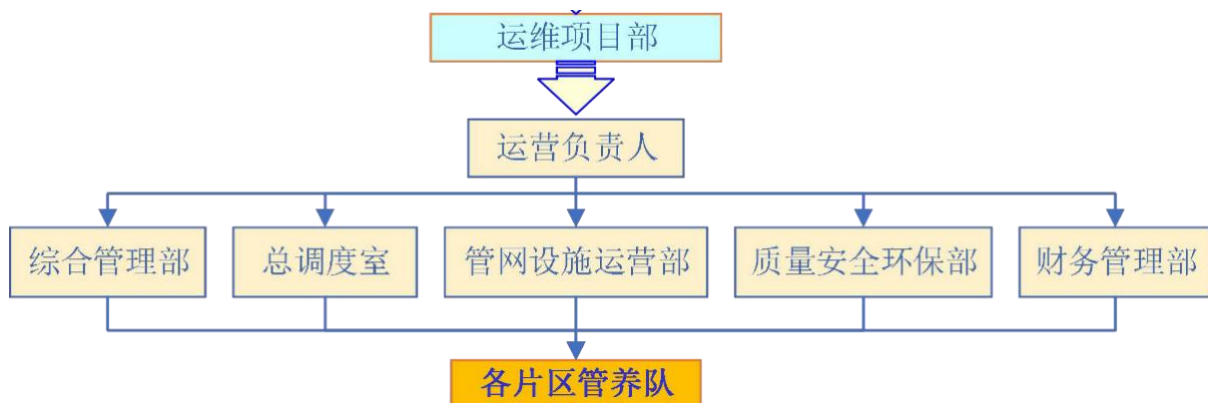 运维项目部
运营负责人
综合管理部
总调度室
管网设施运营部
质量安全环保部
财务管理部
各片区管养队